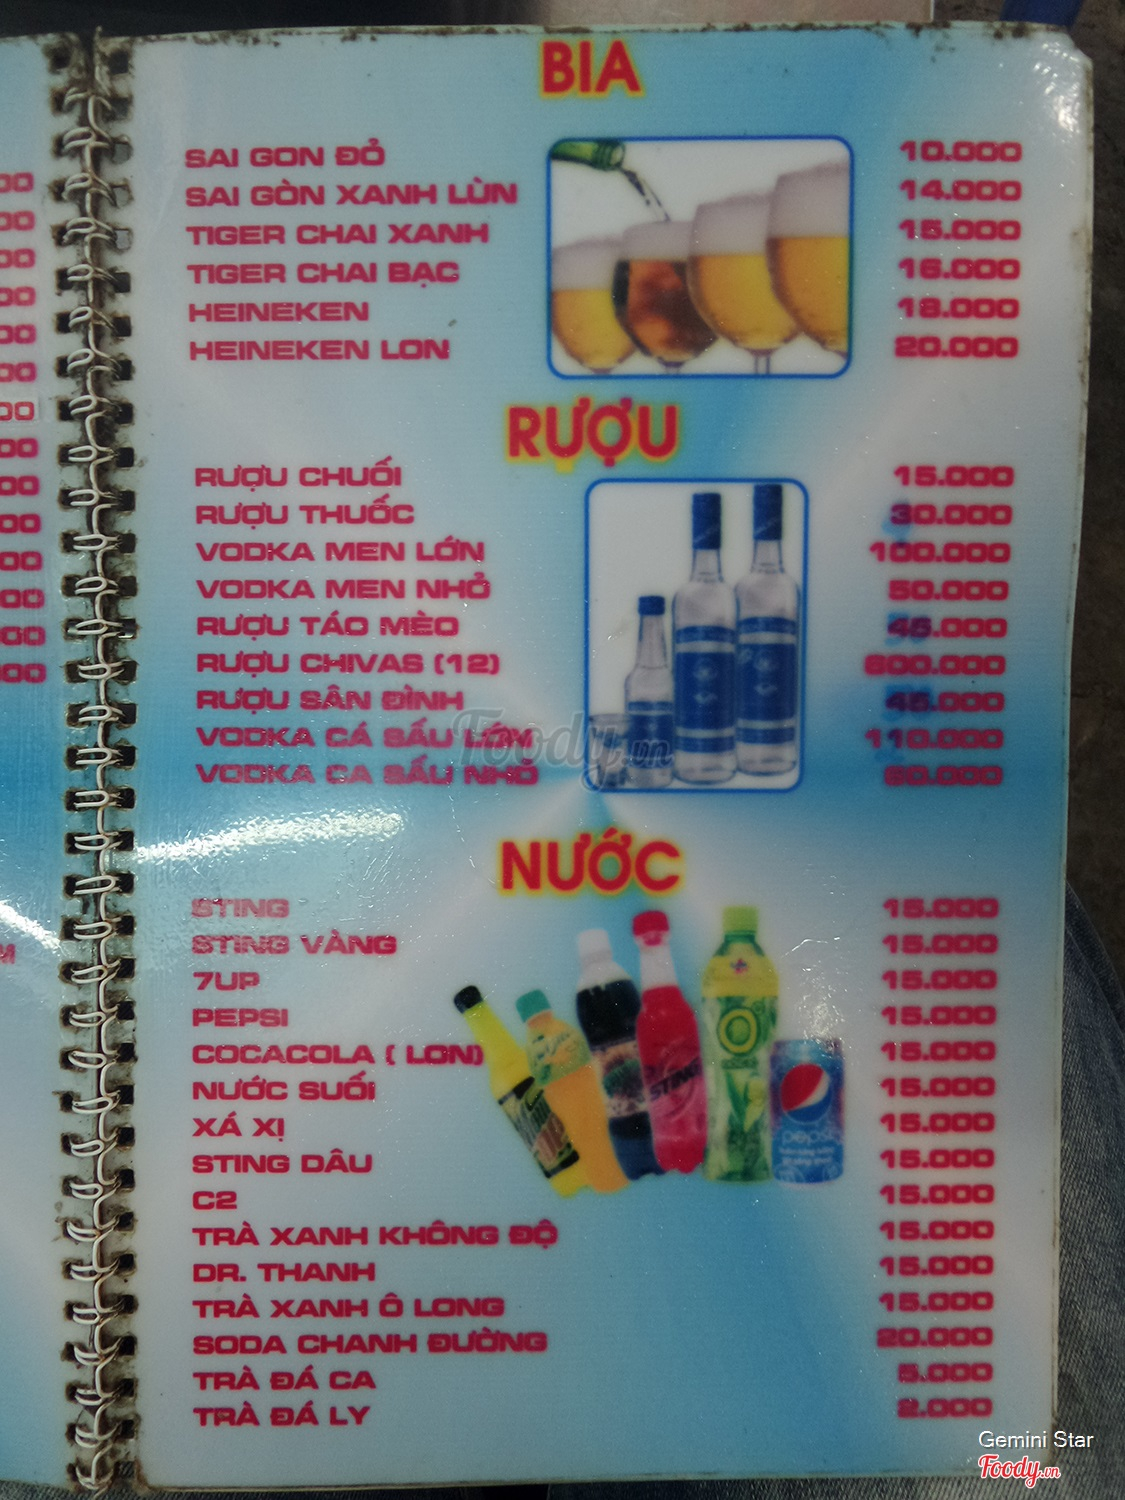 BIA
SAI GON ĐỎ 10.000
SAI GÒN XANH LÙN 14.000
TIGER CHAI XANH 15.000
TIGER CHAI BẠC 16.000
HEINEKEN 18.000
HEINEKEN LON 20.000
RƯỢU
RƯỢU CHUỐI 15.000
RƯỢU THUỐC 30.000
VODKA MEN LỚN 100.000
VODKA MEN NHỎ 50.000
RƯỢU TÁO MÈO 45.000
RƯỢU CHIVAS (12) 600.000
RƯỢU SÂN ĐÌNH 45.000
VODKA CÁ SẤU LỚN 110.000
VODKA CA SẤU NHỎ 60.000
Foody.vn
NƯỚC
STING 15.000
STING VÀNG 15.000
7UP 15.000
PEPSI 15.000
COCACOLA ( LON) 15.000
NƯỚC SUỐI 15.000
XÁ XỊ 15.000
STING DÂU 15.000
C2 15.000
TRÀ XANH KHÔNG ĐỘ 15.000
DR. THANH 15.000
TRÀ XANH Ô LONG 15.000
SODA CHANH ĐƯỜNG 20.000
TRÀ ĐÁ CA 5.000
TRÀ ĐÁ LY 2.000
STING
pepsi
Gemini Star
Foody.vn